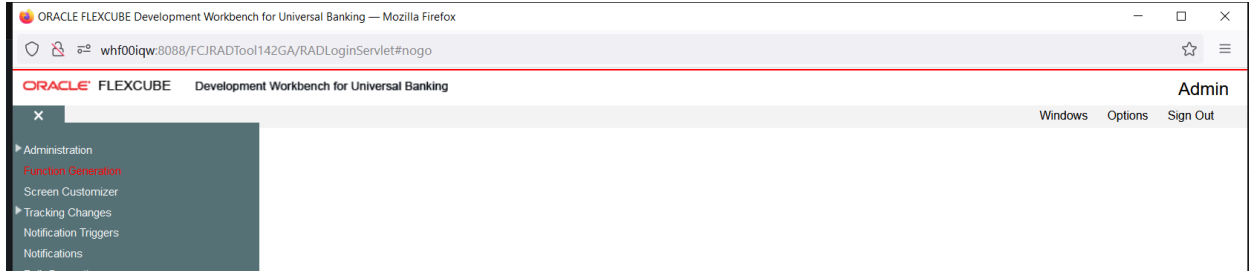 ORACLE FLEXCUBE Development Workbench for Universal Banking — Mozilla Firefox
whf00iqw:8088/FCJRADTool142GA/RADLoginServlet#nogo
ORACLE FLEXCUBE Development Workbench for Universal Banking Admin
Windows Options Sign Out
Administration
Function Generation
Screen Customizer
Tracking Changes
Notification Triggers
Notifications